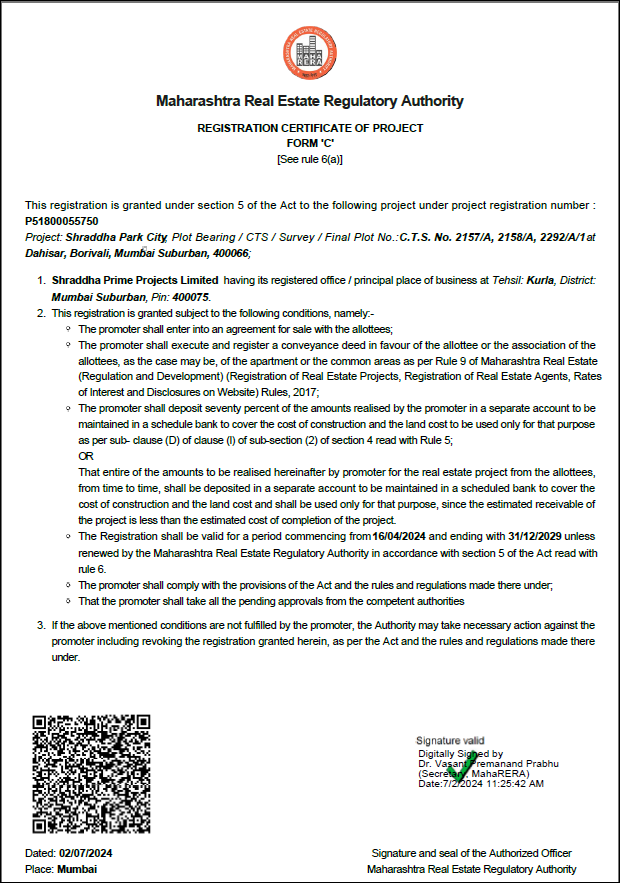 MAHA
RERA
Maharashtra Real Estate Regulatory Authority
REGISTRATION CERTIFICATE OF PROJECT
FORM 'C'
[See rule 6(a)]
This registration is granted under section 5 of the Act to the following project under project registration number :
P51800055750
Project: Shraddha Park City, Plot Bearing / CTS / Survey / Final Plot No.:C.T.S. No. 2157/A, 2158/A, 2292/A/1at
Dahisar, Borivali, Mumbai Suburban, 400066;
1. Shraddha Prime Projects Limited having its registered office / principal place of business at Tehsil: Kurla, District:
Mumbai Suburban, Pin: 400075.
2. This registration is granted subject to the following conditions, namely:-
The promoter shall enter into an agreement for sale with the allottees;
The promoter shall execute and register a conveyance deed in favour of the allottee or the association of the
allottees, as the case may be, of the apartment or the common areas as per Rule 9 of Maharashtra Real Estate
(Regulation and Development) (Registration of Real Estate Projects, Registration of Real Estate Agents, Rates
of Interest and Disclosures on Website) Rules, 2017;
The promoter shall deposit seventy percent of the amounts realised by the promoter in a separate account to be
maintained in a schedule bank to cover the cost of construction and the land cost to be used only for that purpose
as per sub- clause (D) of clause (l) of sub-section (2) of section 4 read with Rule 5;
OR
That entire of the amounts to be realised hereinafter by promoter for the real estate project from the allottees,
from time to time, shall be deposited in a separate account to be maintained in a scheduled bank to cover the
cost of construction and the land cost and shall be used only for that purpose, since the estimated receivable of
the project is less than the estimated cost of completion of the project.
The Registration shall be valid for a period commencing from 16/04/2024 and ending with 31/12/2029 unless
renewed by the Maharashtra Real Estate Regulatory Authority in accordance with section 5 of the Act read with
rule 6.
The promoter shall comply with the provisions of the Act and the rules and regulations made there under;
That the promoter shall take all the pending approvals from the competent authorities
3. If the above mentioned conditions are not fulfilled by the promoter, the Authority may take necessary action against the
promoter including revoking the registration granted herein, as per the Act and the rules and regulations made there
under.
Signature valid
Digitally Signed by
Dr. Vasant Premanand Prabhu
(Secretary, MahaRERA)
Date:7/2/2024 11:25:42 AM
Dated: 02/07/2024
Place: Mumbai
Signature and seal of the Authorized Officer
Maharashtra Real Estate Regulatory Authority